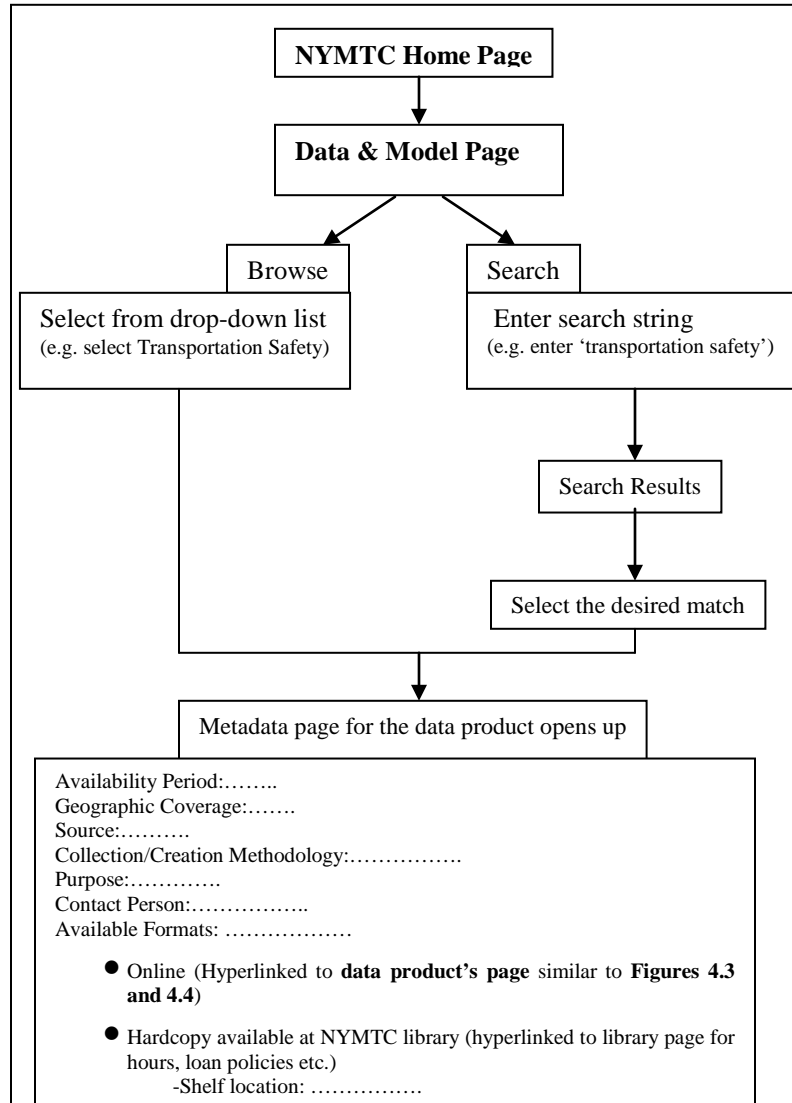 NYMTC Home Page
Data & Model Page
Browse
Select from drop-down list
(e.g. select Transportation Safety)
Search
Enter search string
(e.g. enter ‘transportation safety’)
Search Results
Select the desired match
Metadata page for the data product opens up
Availability Period:……..
Geographic Coverage:…….
Source:……….
Collection/Creation Methodology:…………….
Purpose:………….
Contact Person:……………..
Available Formats: ………………
● Online (Hyperlinked to data product’s page similar to Figures 4.3
and 4.4)
● Hardcopy available at NYMTC library (hyperlinked to library page for
hours, loan policies etc.)
-Shelf location: …………….